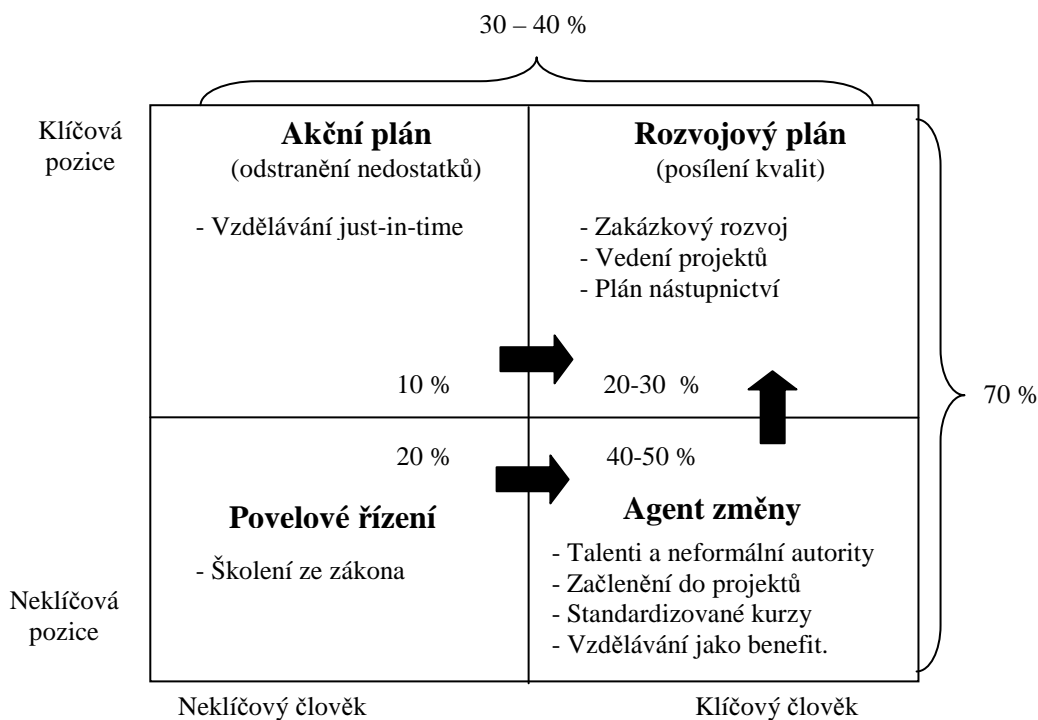 30 – 40 %
Klíčová
pozice
Akční plán
(odstranění nedostatků)
- Vzdělávání just-in-time
10 %
Rozvojový plán
(posílení kvalit)
- Zakázkový rozvoj
- Vedení projektů
- Plán nástupnictví
20-30 %
70 %
Neklíčová
pozice
20 %
Povelové řízení
- Školení ze zákona
40-50 %
Agent změny
- Talenti a neformální autority
- Začlenění do projektů
- Standardizované kurzy
- Vzdělávání jako benefit.
Neklíčový člověk
Klíčový člověk